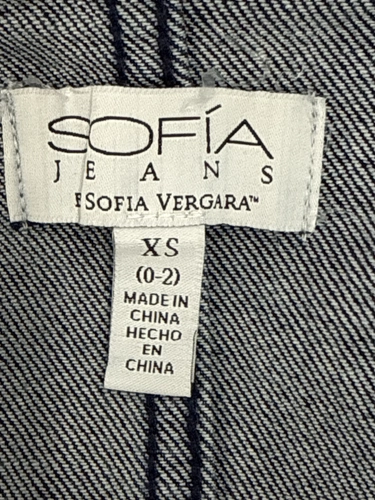 SOFÍA
JEANS
SOFIA VERGARA™
XS
(0-2)
MADE IN
CHINA
HECHO
EN
CHINA